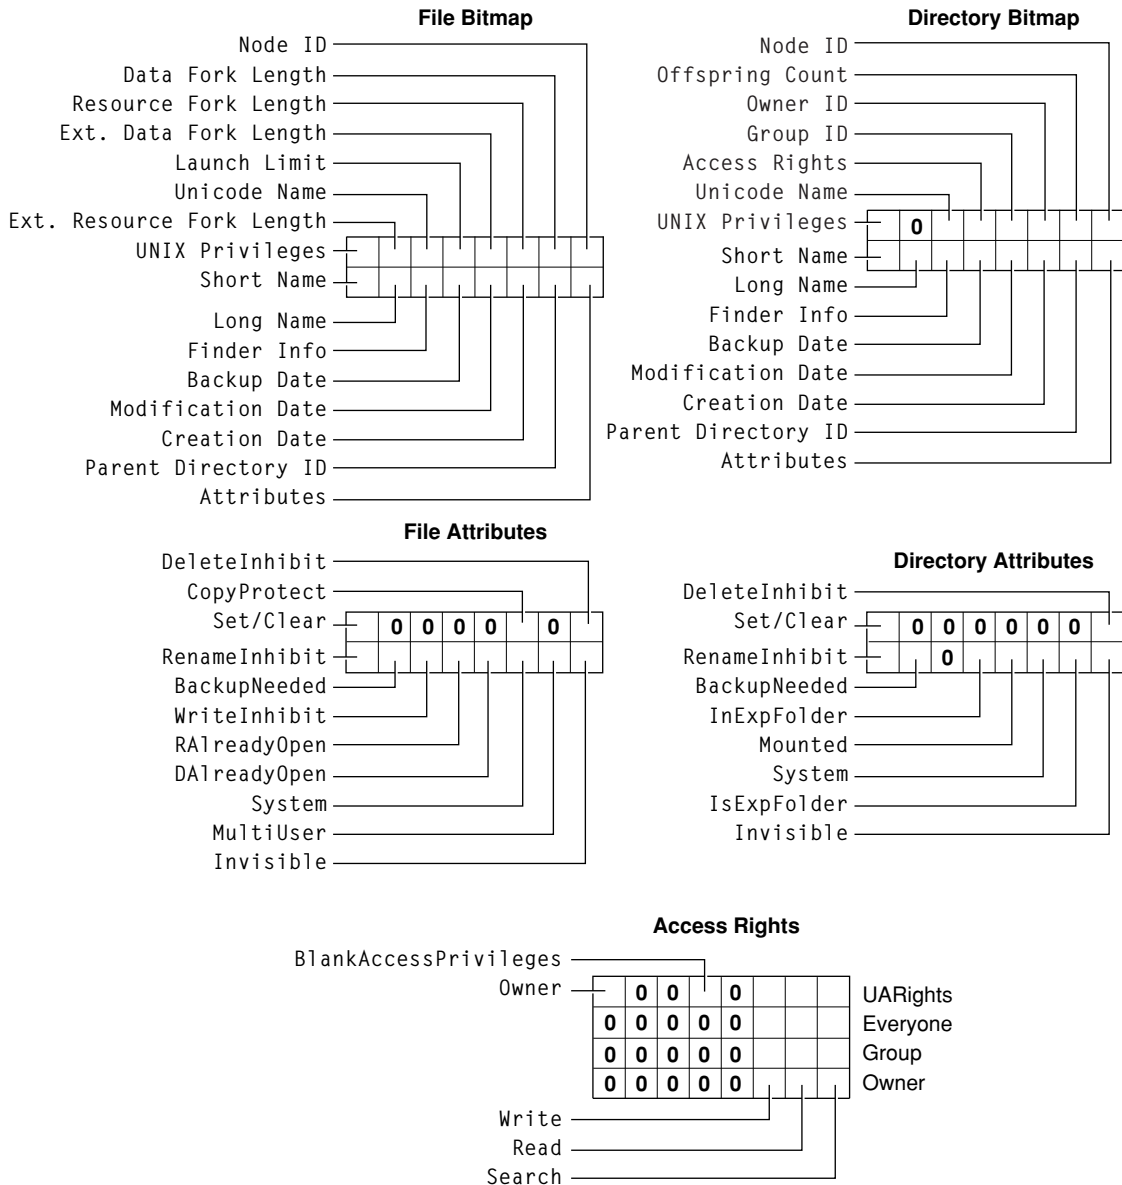 File Bitmap
Node ID
Data Fork Length
Resource Fork Length
Ext. Data Fork Length
Launch Limit
Unicode Name
Ext. Resource Fork Length
UNIX Privileges
Short Name
Long Name
Finder Info
Backup Date
Modification Date
Creation Date
Parent Directory ID
Attributes
Directory Bitmap
Node ID
Offspring Count
Owner ID
Group ID
Access Rights
Unicode Name
UNIX Privileges
0
Short Name
Long Name
Finder Info
Backup Date
Modification Date
Creation Date
Parent Directory ID
Attributes
File Attributes
DeleteInhibit
CopyProtect
Set/Clear 0 0 0 0 0
RenameInhibit
BackupNeeded
WriteInhibit
RAlreadyOpen
DAlreadyOpen
System
MultiUser
Invisible
Directory Attributes
DeleteInhibit
Set/Clear 0 0 0 0 0 0
RenameInhibit 0
BackupNeeded
InExpFolder
Mounted
System
IsExpFolder
Invisible
Access Rights
BlankAccessPrivileges
Owner 0 0 0 UARights
0 0 0 0 0 Everyone
0 0 0 0 0 Group
0 0 0 0 0 Owner
Write
Read
Search